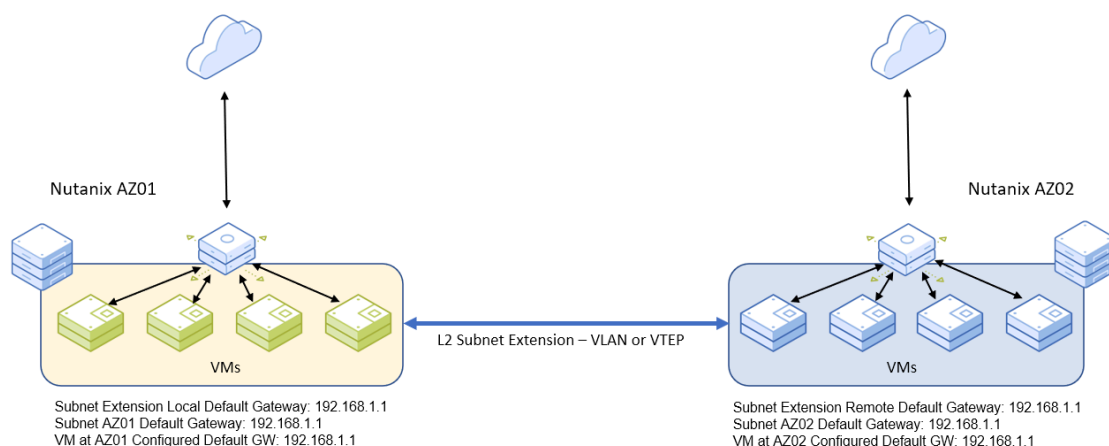 Nutanix AZ01
Nutanix AZ02
L2 Subnet Extension – VLAN or VTEP
VMs
VMs
Subnet Extension Local Default Gateway: 192.168.1.1
Subnet AZ01 Default Gateway: 192.168.1.1
VM at AZ01 Configured Default GW: 192.168.1.1
Subnet Extension Remote Default Gateway: 192.168.1.1
Subnet AZ02 Default Gateway: 192.168.1.1
VM at AZ02 Configured Default GW: 192.168.1.1